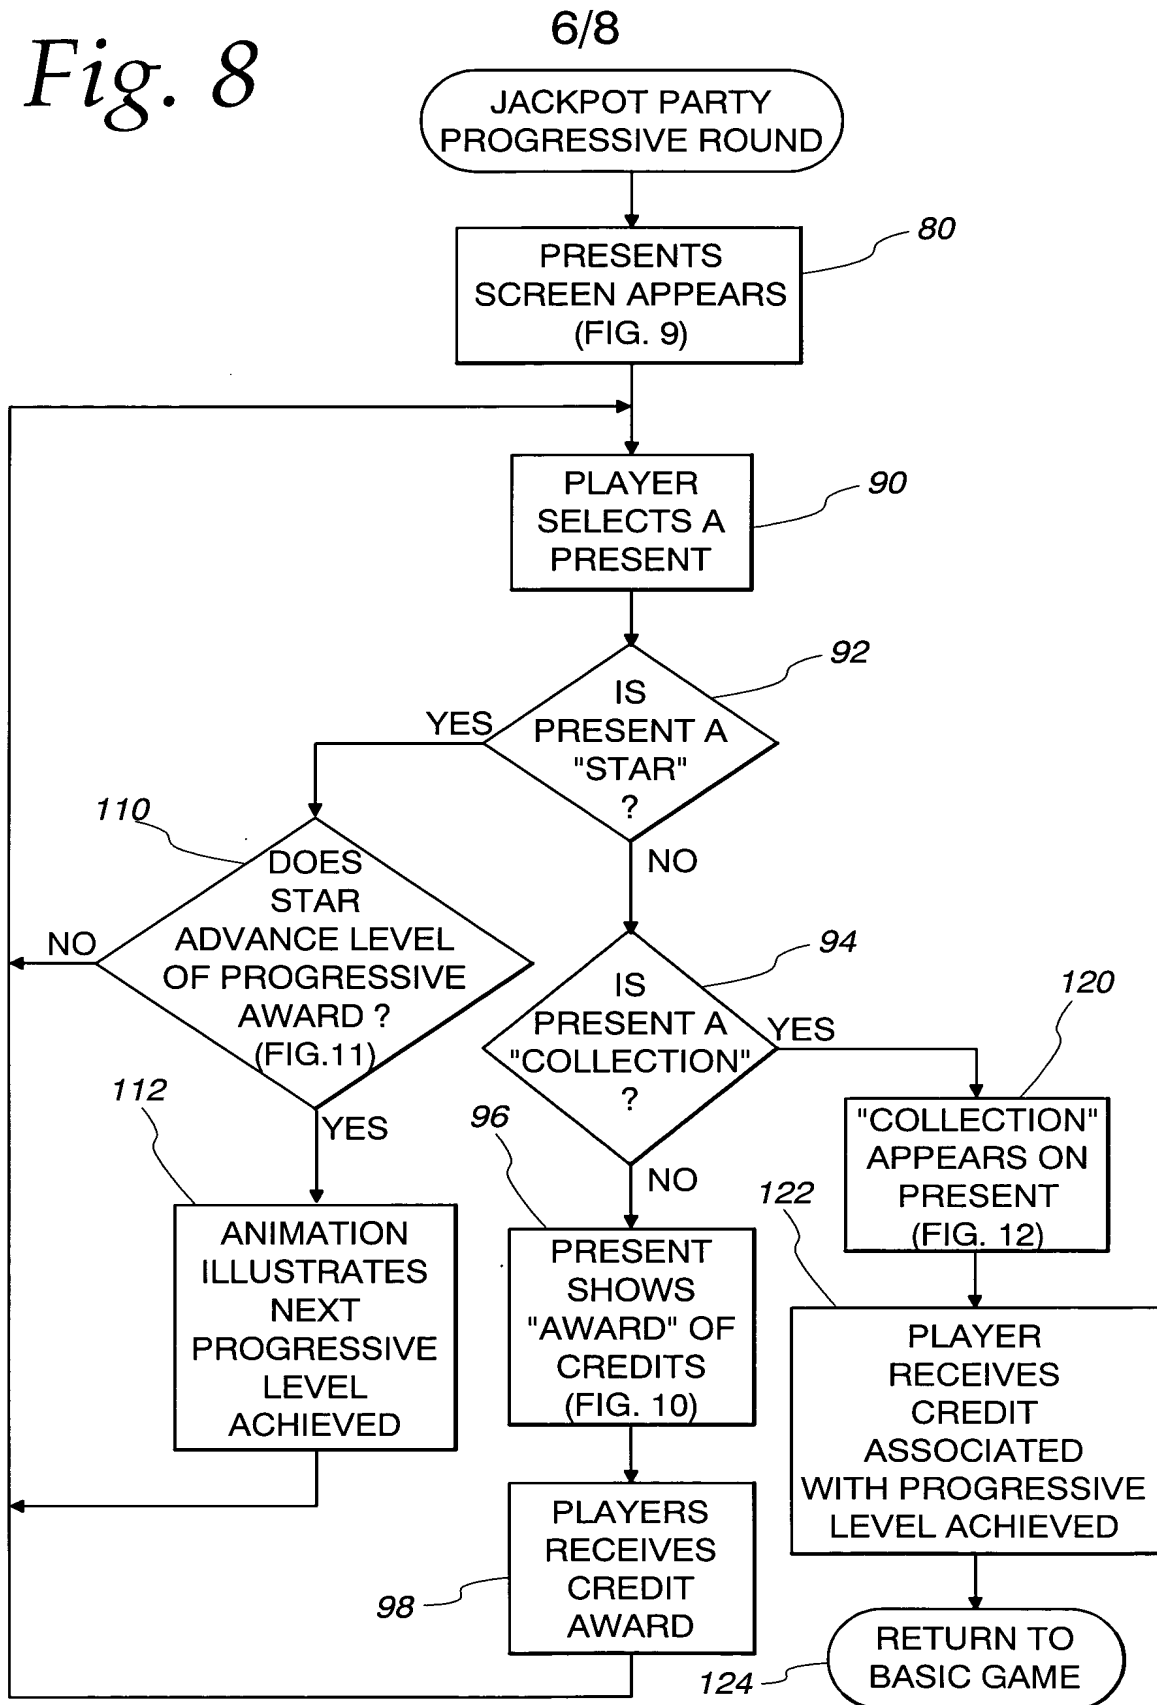 Fig. 8
6/8
JACKPOT PARTY
PROGRESSIVE ROUND
80
PRESENTS
SCREEN APPEARS
(FIG. 9)
90
PLAYER
SELECTS A
PRESENT
92
IS
PRESENT A
"STAR"
?
YES
NO
110
DOES
STAR
ADVANCE LEVEL
OF PROGRESSIVE
AWARD ?
(FIG.11)
NO
YES
94
IS
PRESENT A
"COLLECTION"
?
YES
NO
120
"COLLECTION"
APPEARS ON
PRESENT
(FIG. 12)
112
ANIMATION
ILLUSTRATES
NEXT
PROGRESSIVE
LEVEL
ACHIEVED
96
PRESENT
SHOWS
"AWARD" OF
CREDITS
(FIG. 10)
122
PLAYER
RECEIVES
CREDIT
ASSOCIATED
WITH PROGRESSIVE
LEVEL ACHIEVED
98
PLAYERS
RECEIVES
CREDIT
AWARD
124
RETURN TO
BASIC GAME